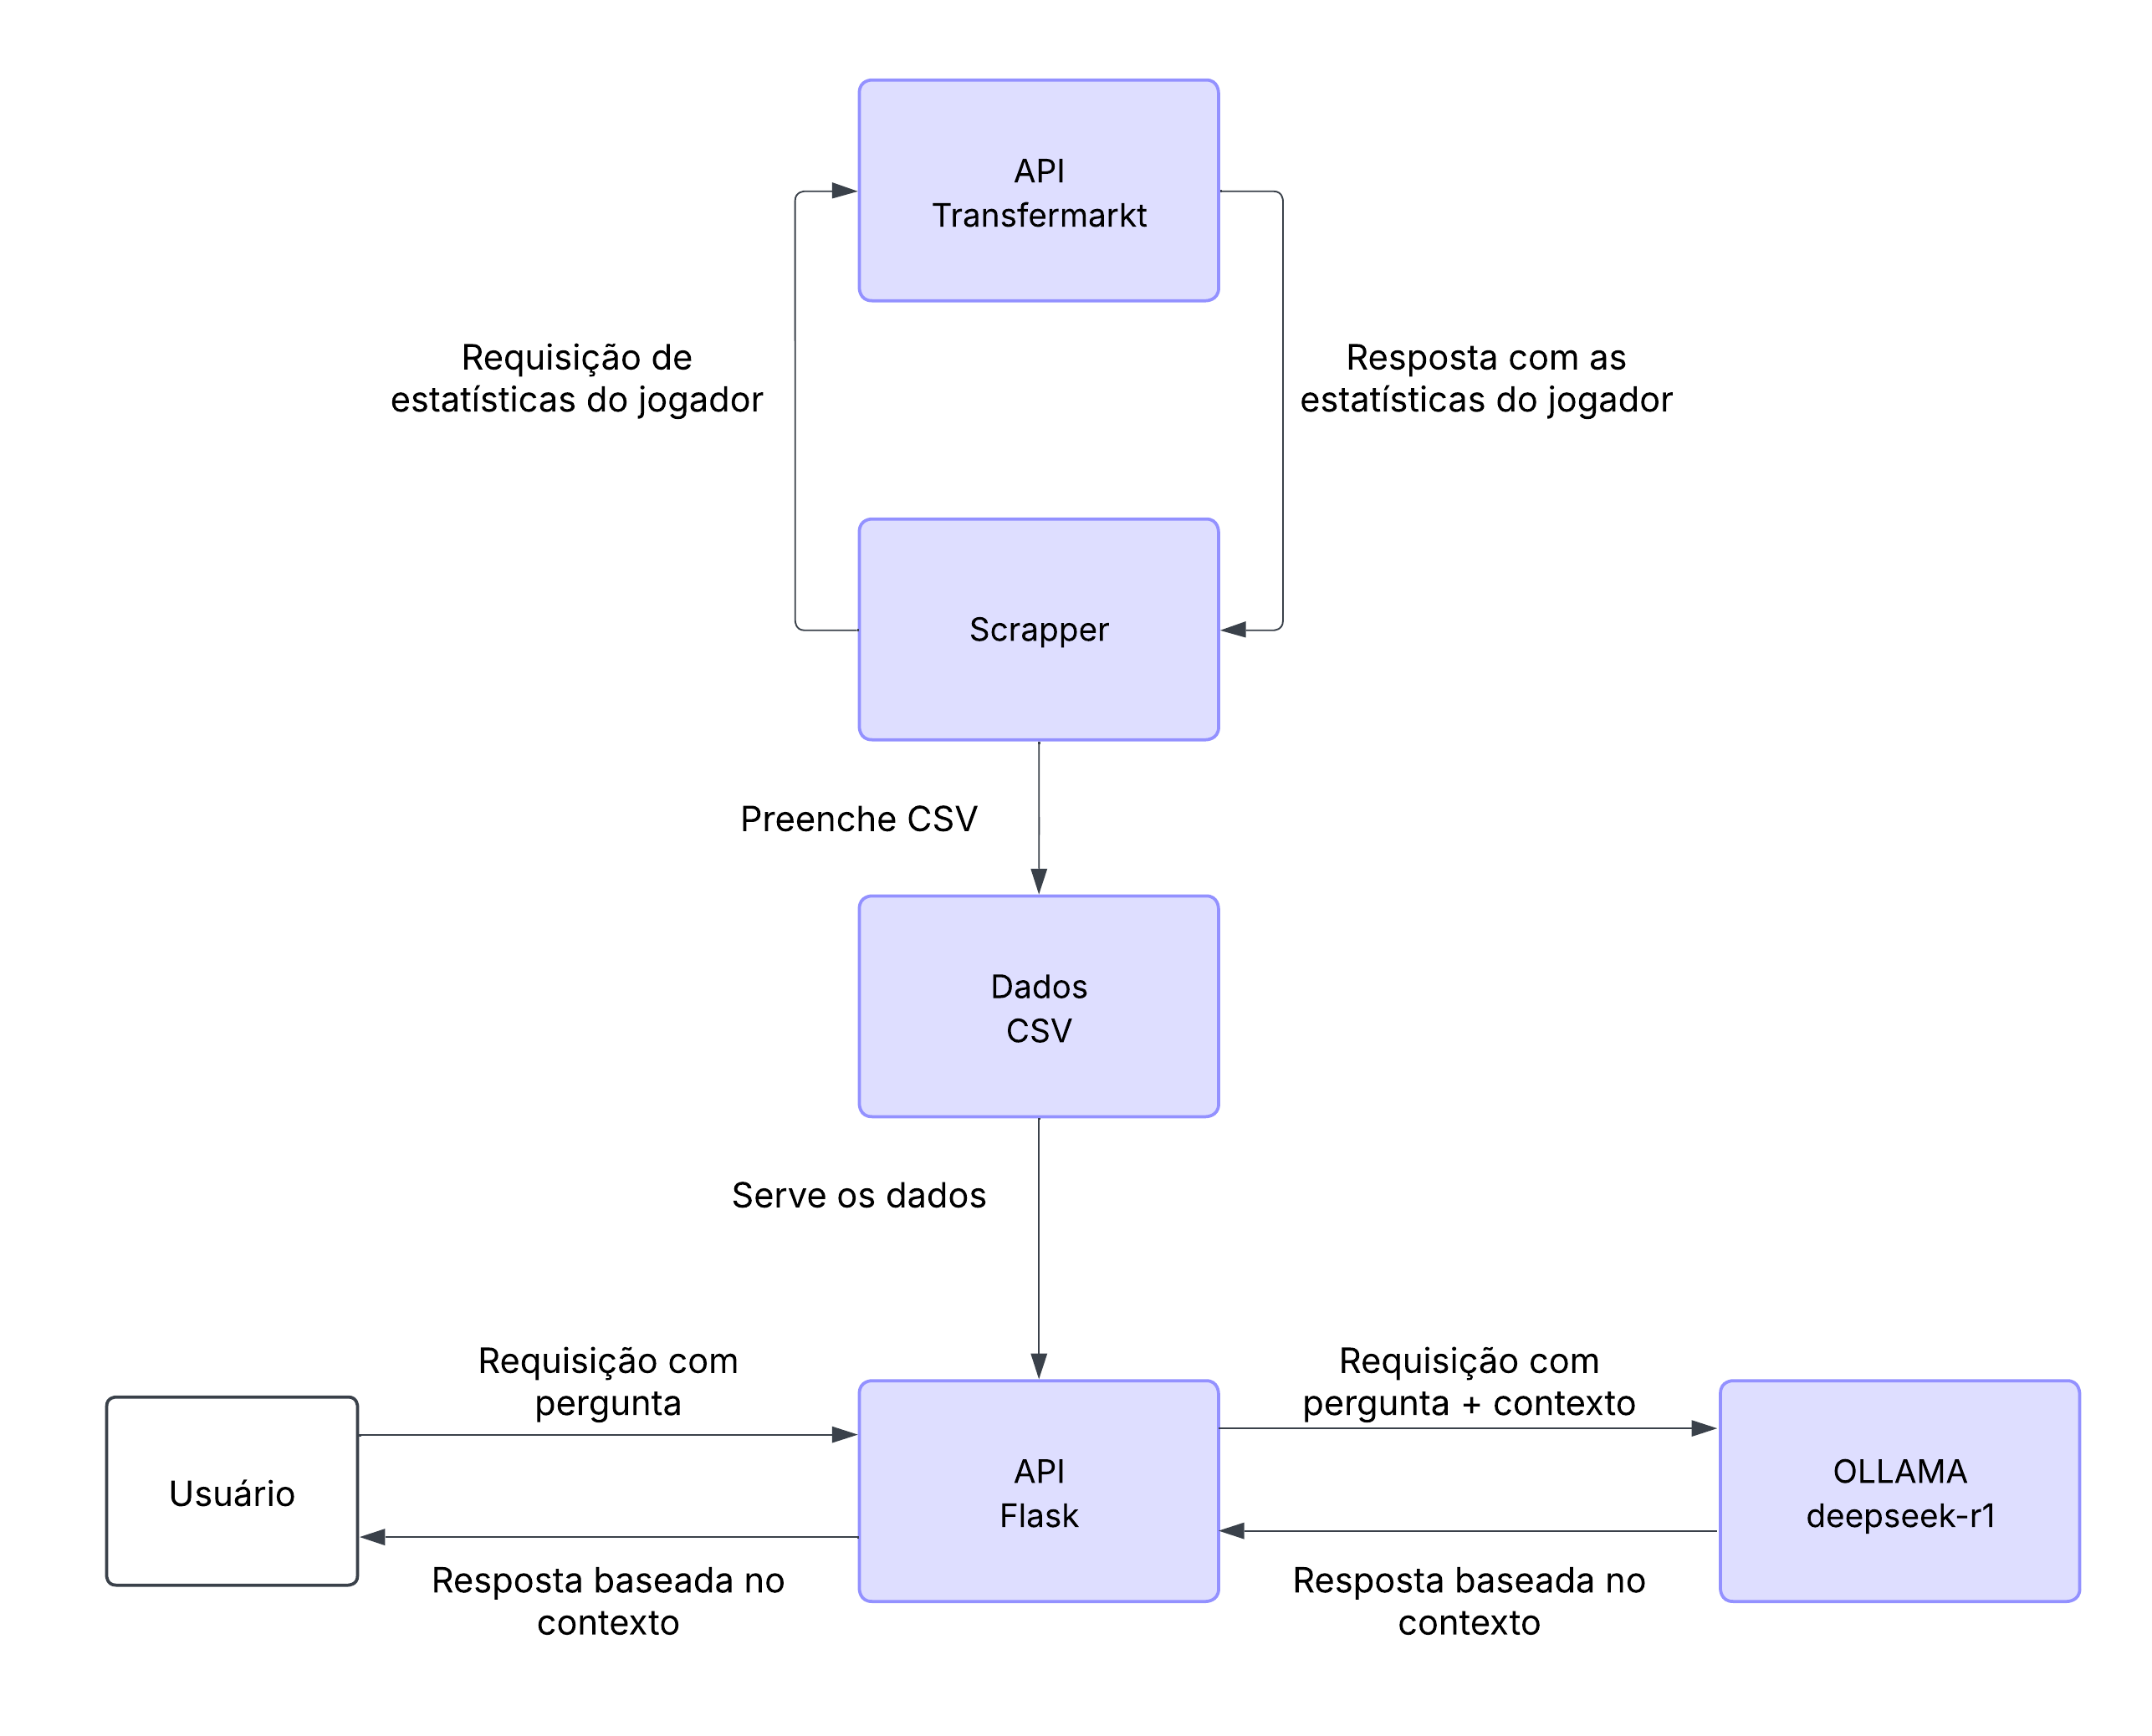 API
Transfermarkt
Requisição de
estatísticas do jogador
Resposta com as
estatísticas do jogador
Scrapper
Preenche CSV
Dados
CSV
Serve os dados
Requisição com
pergunta
Requisição com
pergunta + contexto
Usuário
API
Flask
OLLAMA
deepseek-r1
Resposta baseada no
contexto
Resposta baseada no
contexto